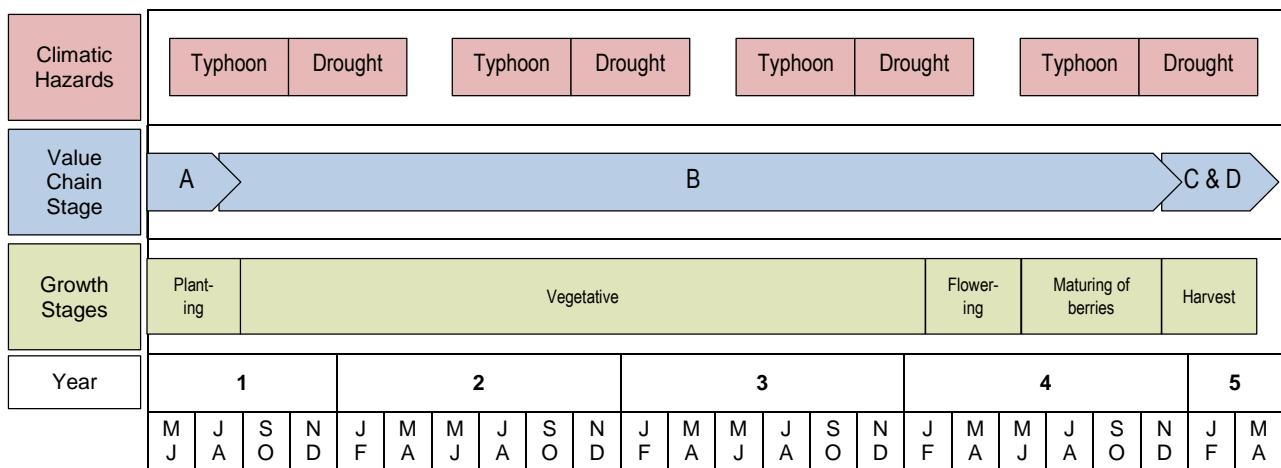 Climatic
Hazards
Typhoon Drought Typhoon Drought Typhoon Drought Typhoon Drought
Value
Chain
Stage
A B C & D
Growth
Stages
Plant-
ing
Vegetative
Flower-
ing
Maturing of
berries
Harvest
Year 1 2 3 4 5
M J S N J M M J S N J M M J S N J M M J S N J M
J A O D F A J A O D F A J A O D F A J A O D F A